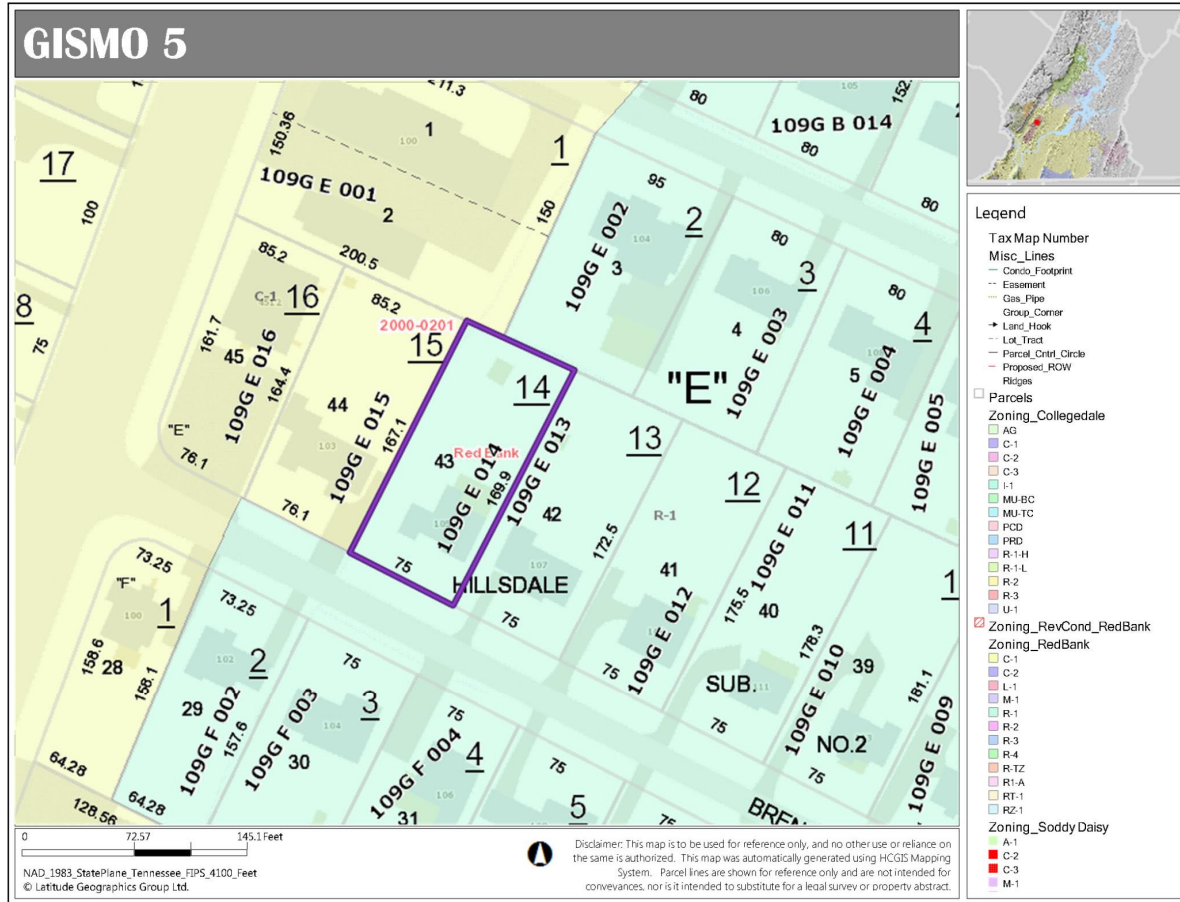 GISMO 5
211.3
80
105
152.
1
100
1
109G B 014
150.36
80
17
109G E 001
95
80
100
2
150
109G E 002
104
2
80
85.2
200.5
3
3
80
16
C-1
106
85.2
8
161.7
2000-0201
4
109G E 003
4
75
45
109G E 016
15
"E"
108
164.4
44
14
5
109G E 004
109G E 005
"E"
109G E 015
167.1
13
103
43
Red Bank
109G E 014
169.9
109G E 013
12
76.1
42
R-1
109G E 011
11
76.1
172.5
73.25
75
107
41
HILLSDALE
175.5
40
1
"F"
73.25
109G E 012
100
1
75
178.3
109G E 010
39
158.6
102
2
75
75
SUB.
111
181.1
28
158.1
29
109G F 002
3
75
75
109G E 009
157.6
109G F 003
104
NO.2
30
109G F 004
4
75
75
64.28
106
64.28
31
5
128.56
BREN
Legend
Tax Map Number
Misc_Lines
Condo_Footprint
Easement
Gas_Pipe
Group_Corner
Land_Hook
Lot_Tract
Parcel_Cntrl_Circle
Proposed_ROW
Ridges
Parcels
Zoning_Collegedale
AG
C-1
C-2
C-3
I-1
MU-BC
MU-TC
PCD
PRD
R-1-H
R-1-L
R-2
R-3
U-1
Zoning_RevCond_RedBank
Zoning_RedBank
C-1
C-2
L-1
M-1
R-1
R-2
R-3
R-4
R-TZ
R1-A
RT-1
RZ-1
Zoning_Soddy Daisy
A-1
C-2
C-3
M-1
0 72.57 145.1 Feet
NAD_1983_StatePlane_Tennessee_FIPS_4100_Feet
© Latitude Geographics Group Ltd.
Disclaimer: This map is to be used for reference only, and no other use or reliance on
the same is authorized. This map was automatically generated using HCGIS Mapping
System. Parcel lines are shown for reference only and are not intended for
conveyances, nor is it intended to substitute for a legal survey or property abstract.